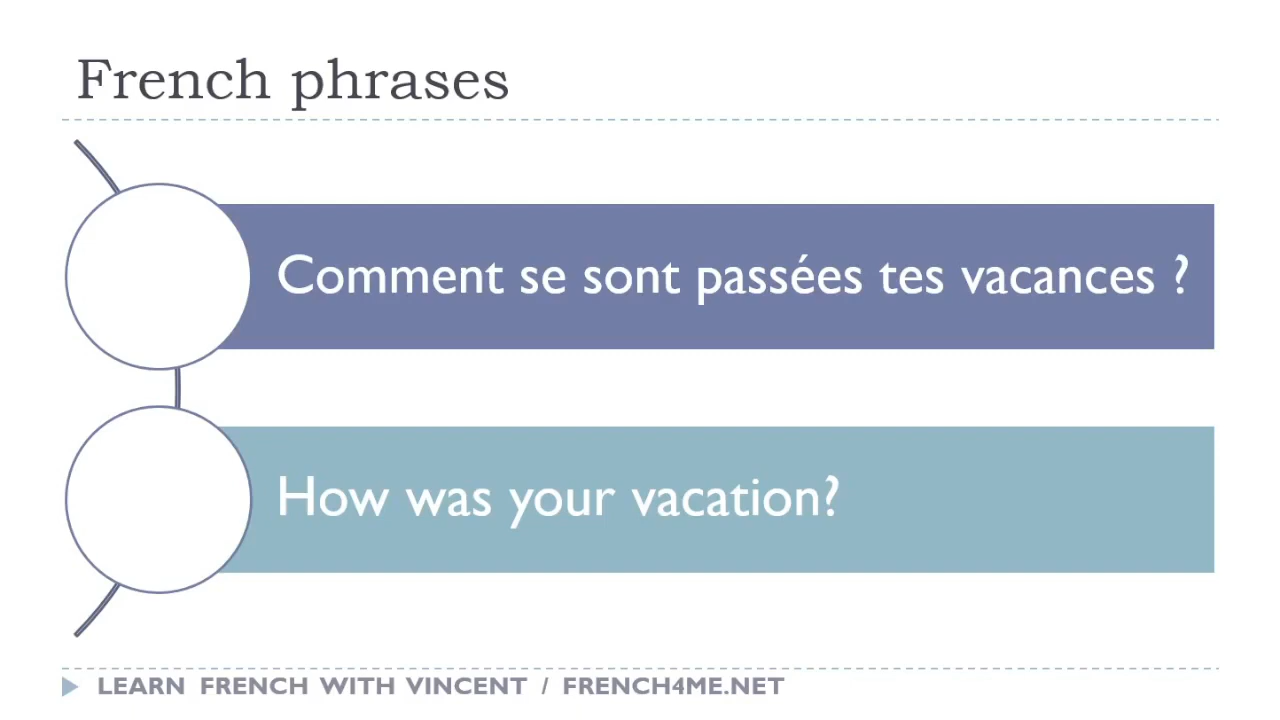 French phrases
Comment se sont passées tes vacances ?
How was your vacation?
LEARN FRENCH WITH VINCENT / FRENCH4ME.NET